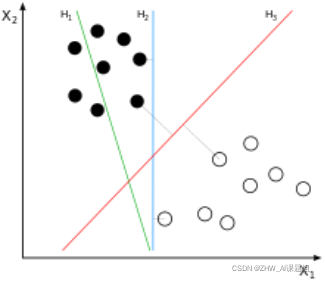 X₂
H₁
H₂
H₃
CSDN @ZHW_AI课题组
X₁